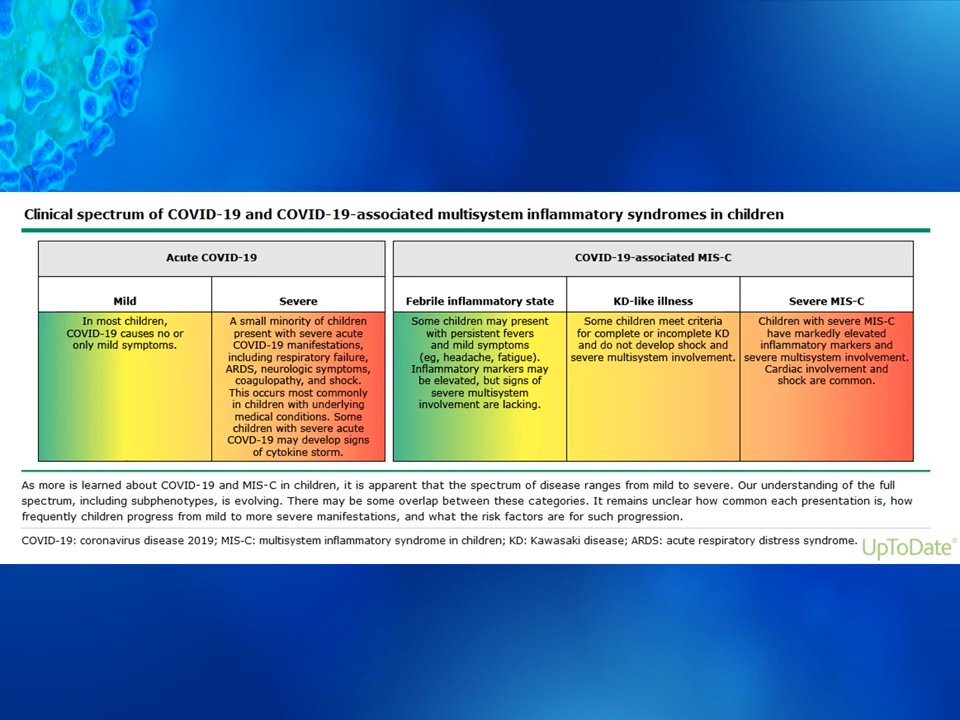 Clinical spectrum of COVID-19 and COVID-19-associated multisystem inflammatory syndromes in children
Acute COVID-19
Mild
Severe
In most children,
COVID-19 causes no or
only mild symptoms.
A small minority of children
present with severe acute
COVID-19 manifestations,
including respiratory failure,
ARDS, neurologic symptoms,
coagulopathy, and shock.
This occurs most commonly
in children with underlying
medical conditions. Some
children with severe acute
COVD-19 may develop signs
of cytokine storm.
COVID-19-associated MIS-C
Febrile inflammatory state
KD-like illness
Severe MIS-C
Some children may present
with persistent fevers
and mild symptoms
(eg, headache, fatigue).
Inflammatory markers may
be elevated, but signs of
severe multisystem
involvement are lacking.
Some children meet criteria
for complete or incomplete KD
and do not develop shock and
severe multisystem involvement.
Children with severe MIS-C
have markedly elevated
inflammatory markers and
severe multisystem involvement.
Cardiac involvement and
shock are common.
As more is learned about COVID-19 and MIS-C in children, it is apparent that the spectrum of disease ranges from mild to severe. Our understanding of the full
spectrum, including subphenotypes, is evolving. There may be some overlap between these categories. It remains unclear how common each presentation is, how
frequently children progress from mild to more severe manifestations, and what the risk factors are for such progression.
COVID-19: coronavirus disease 2019; MIS-C: multisystem inflammatory syndrome in children; KD: Kawasaki disease; ARDS: acute respiratory distress syndrome.
UpToDate®